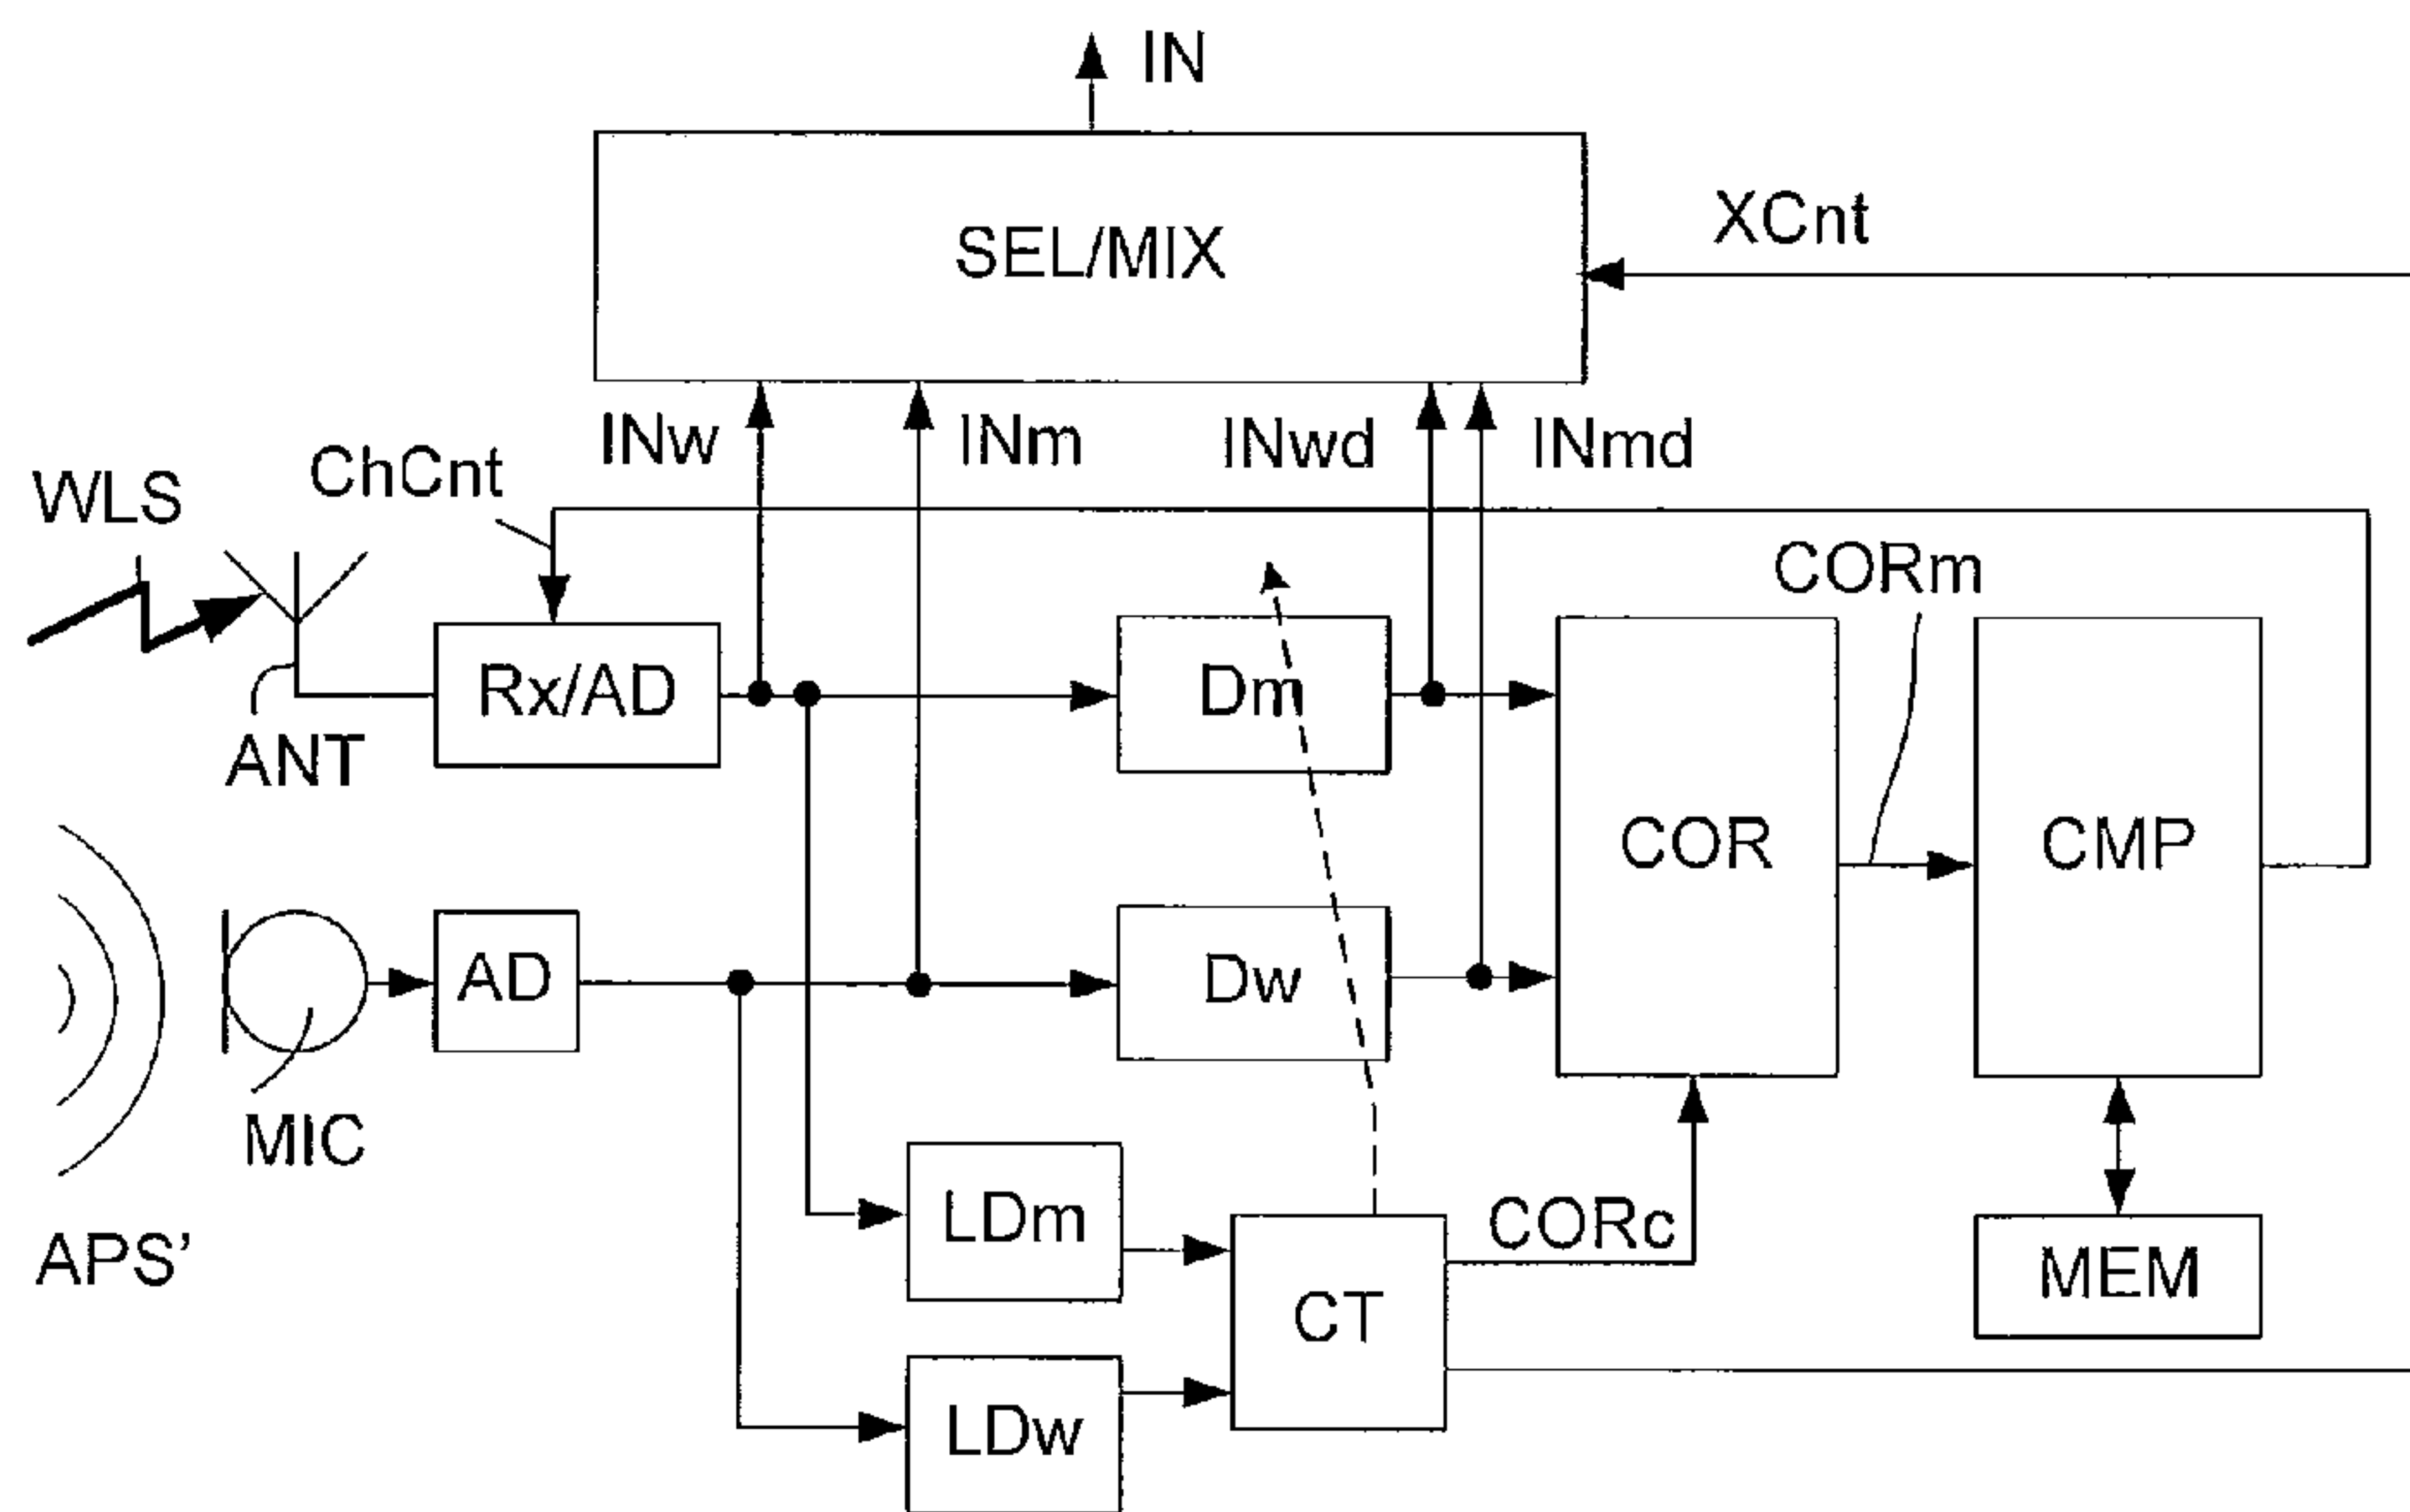 IN
XCnt
SEL/MIX
INw
INm
INwd
INmd
ChCnt
WLS
CORm
Rx/AD
Dm
ANT
COR
CMP
AD
Dw
MIC
LDm
CORc
APS’
MEM
CT
LDw